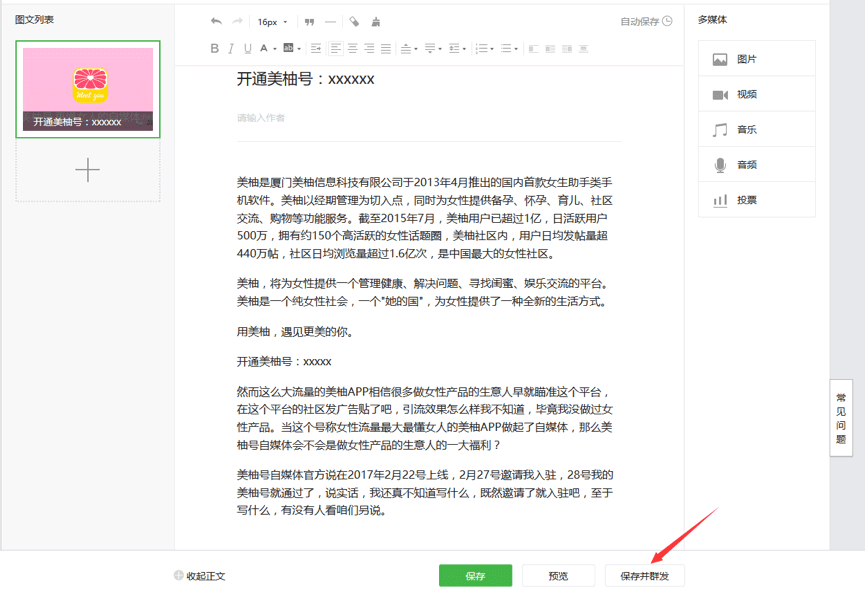 图文列表
开通美柚号：xxxxxx
16px
自动保存
B I U A ab
开通美柚号：xxxxxx
请输入作者
美柚是厦门美柚信息科技有限公司于2013年4月推出的国内首款女生助手类手
机软件。美柚以经期管理为切入点，同时为女性提供备孕、怀孕、育儿、社区
交流、购物等功能服务。截至2015年7月，美柚用户已超过1亿，日活跃用户
500万，拥有约150个高活跃的女性话题圈，美柚社区内，用户日均发帖量超
440万帖，社区日均浏览量超过1.6亿次，是中国最大的女性社区。
美柚，将为女性提供一个管理健康、解决问题、寻找闺蜜、娱乐交流的平台。
美柚是一个纯女性社会，一个"她的国"，为女性提供了一种全新的生活方式。
用美柚，遇见更美的你。
开通美柚号：xxxxx
然而这么大流量的美柚APP相信很多做女性产品的生意人早就瞄准这个平台，
在这个平台的社区发广告贴了吧，引流效果怎么样我不知道，毕竟我没做过女
性产品。当这个号称女性流量最大最懂女人的美柚APP做起了自媒体，那么美
柚号自媒体会不会是做女性产品的生意人的一大福利？
美柚号自媒体官方说在2017年2月22号上线，2月27号邀请我入驻，28号我的
美柚号就通过了，说实话，我还真不知道写什么，既然邀请了就入驻吧，至于
写什么，有没有人看咱们另说。
多媒体
图片
视频
音乐
音频
投票
常
见
问
题
收起正文
保存
预览
保存并群发